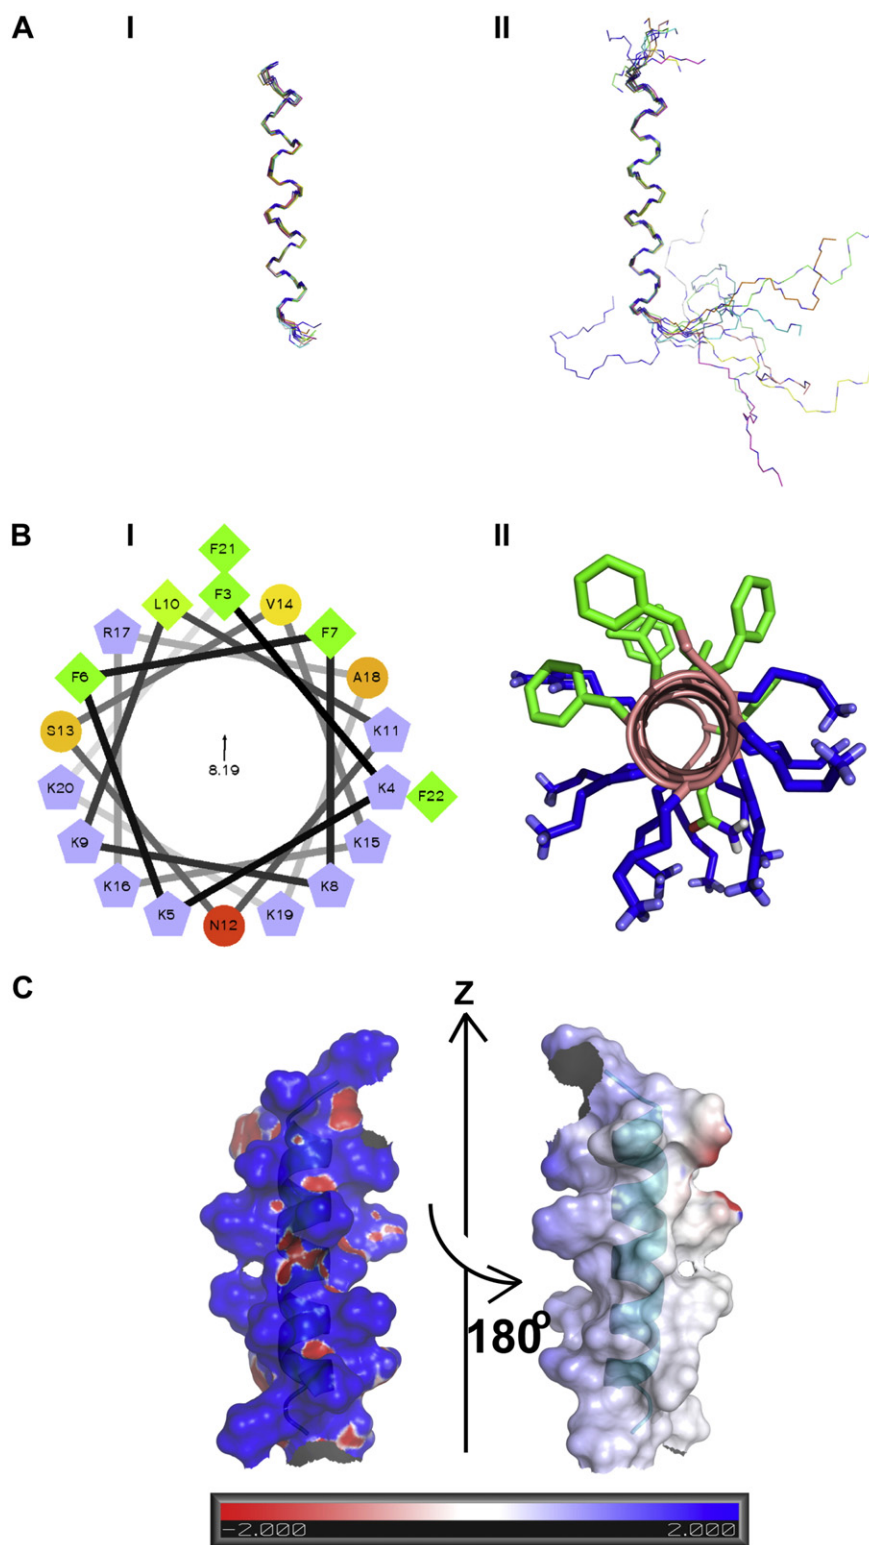 A I II
B I II
F21
F3
L10
V14
R17
F7
F6
A18
S13
K11
8.19
K20
K4
F22
K9
K15
K16
K8
K5
K19
N12
C
Z
180°
-2.000 2.000